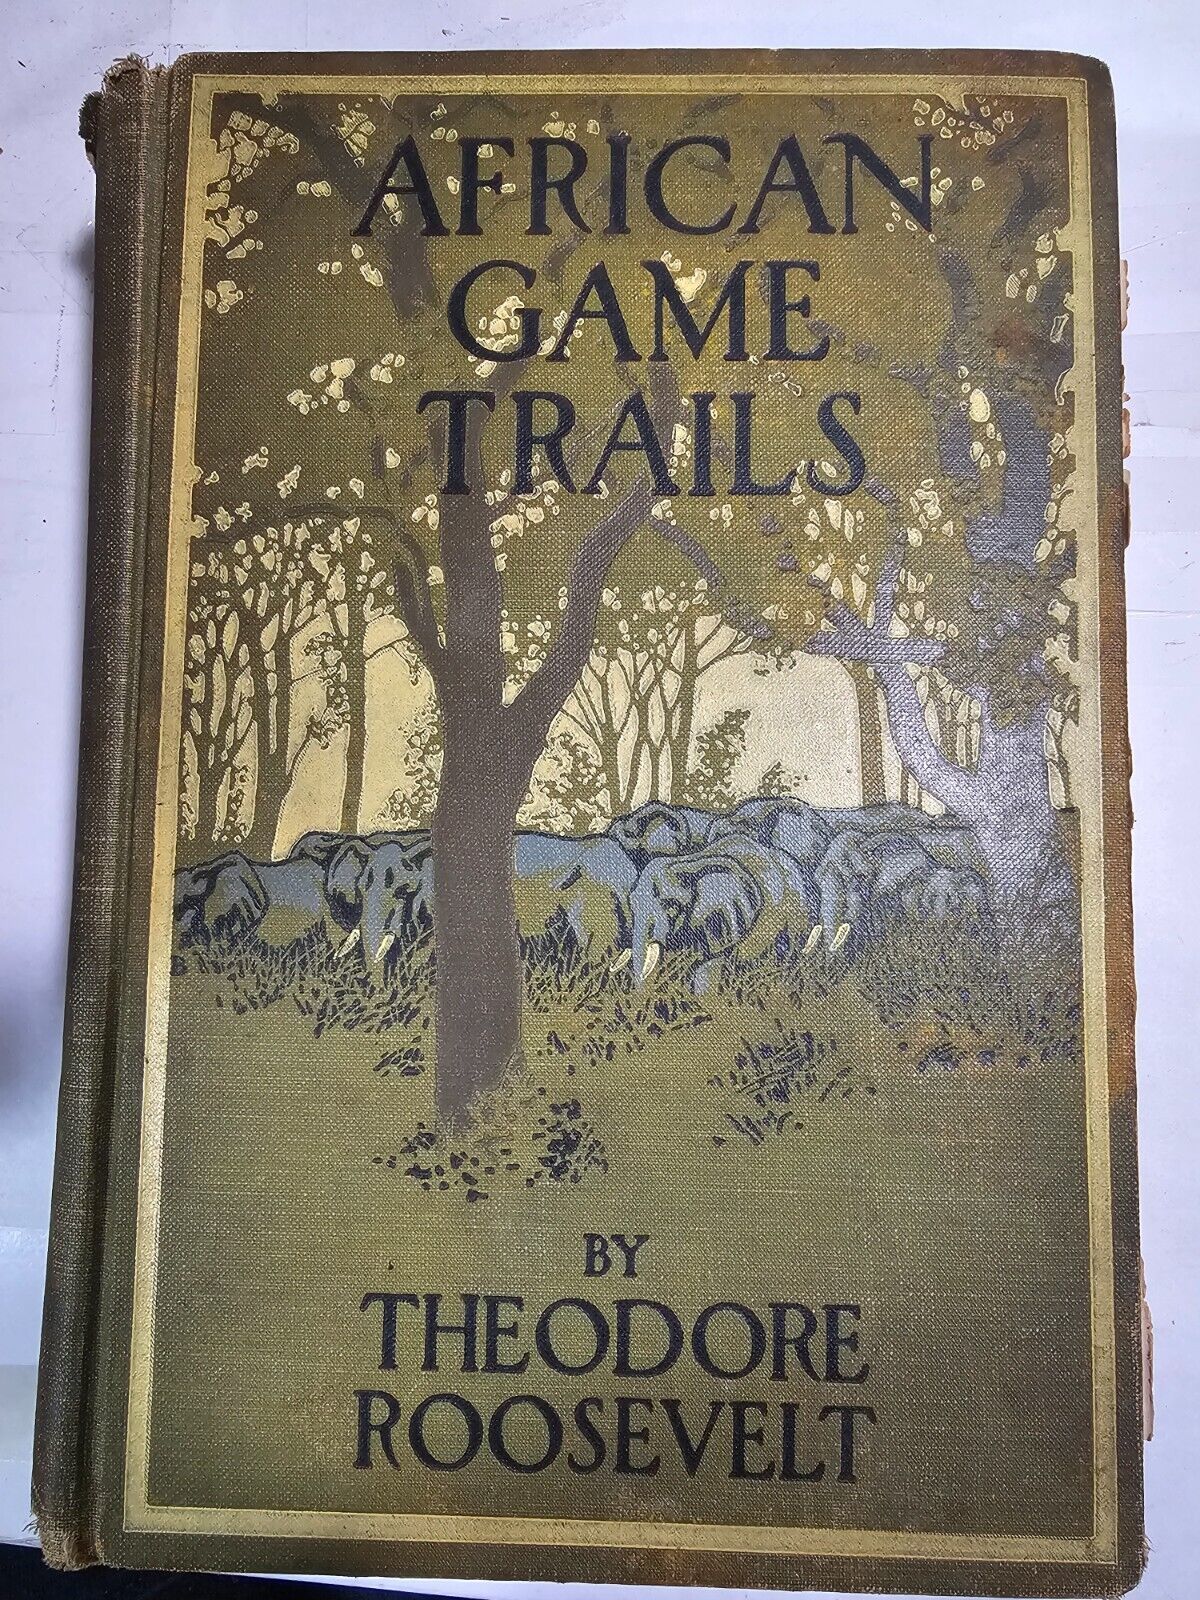 AFRICAN
GAME
TRAILS
BY
THEODORE
ROOSEVELT